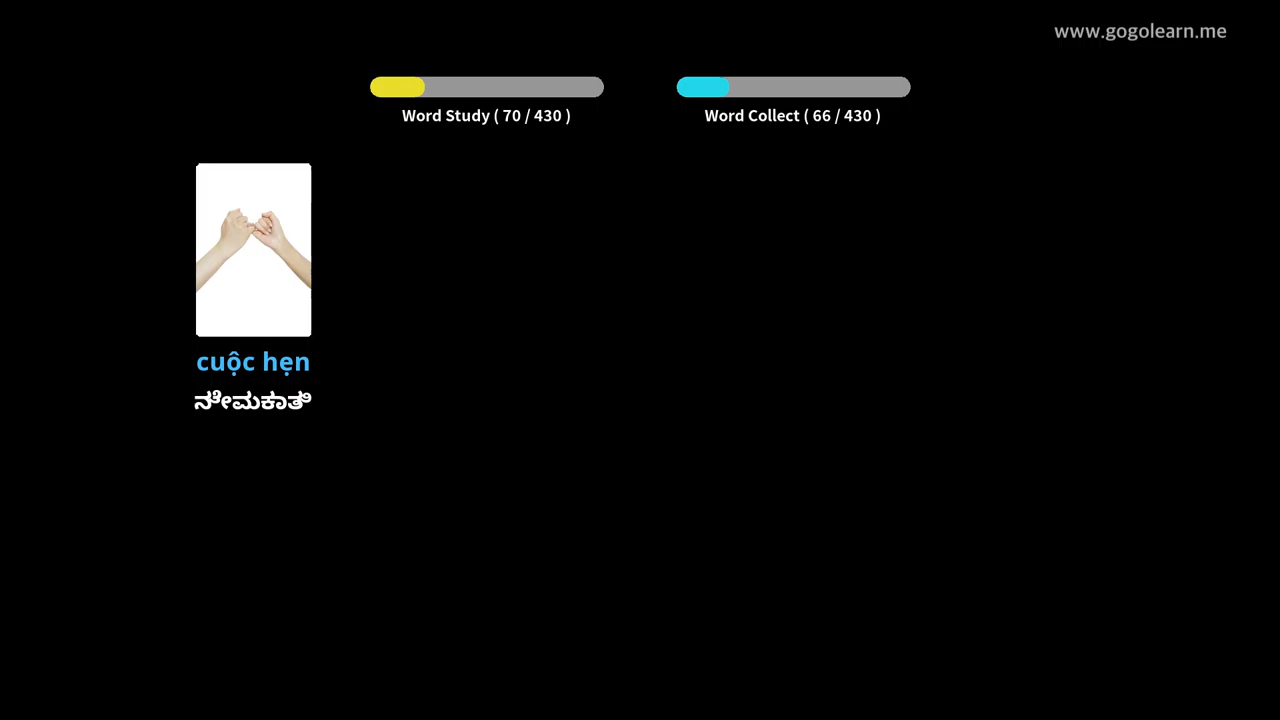 www.gogolearn.me
Word Study ( 70 / 430 )
Word Collect ( 66 / 430 )
cuộc hẹn
ನೇಮಕಾತಿ